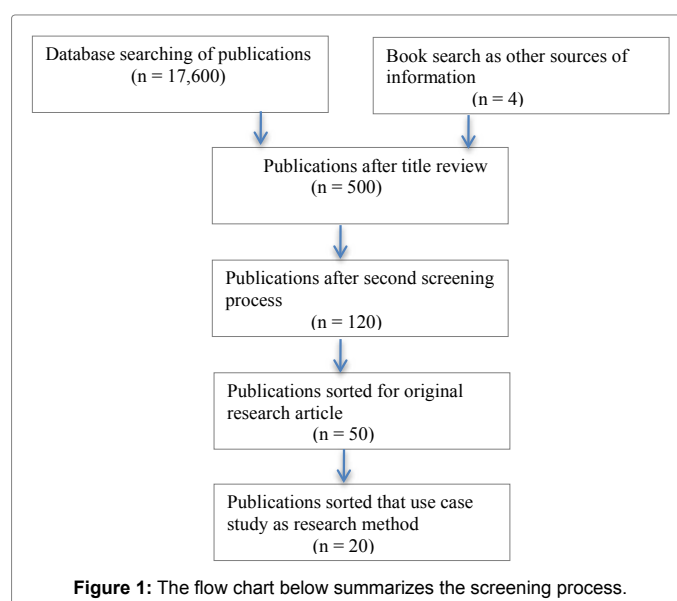 Database searching of publications
(n = 17,600)
Book search as other sources of
information
(n = 4)
Publications after title review
(n = 500)
Publications after second screening
process
(n = 120)
Publications sorted for original
research article
(n = 50)
Publications sorted that use case
study as research method
(n = 20)
Figure 1: The flow chart below summarizes the screening process.